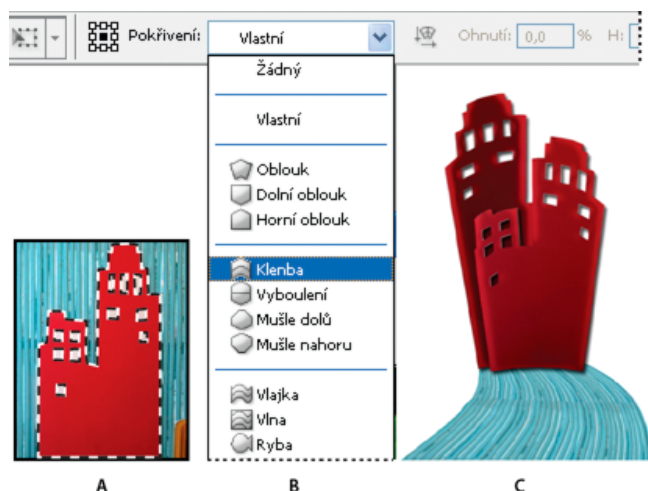 Pokřivení: Vlastní Ohnutí: 0,0 % H:
Žádný
Vlastní
Oblouk
Dolní oblouk
Horní oblouk
Klenba
Vyboulení
Mušle dolů
Mušle nahoru
Vlajka
Vlna
Ryba
A B C